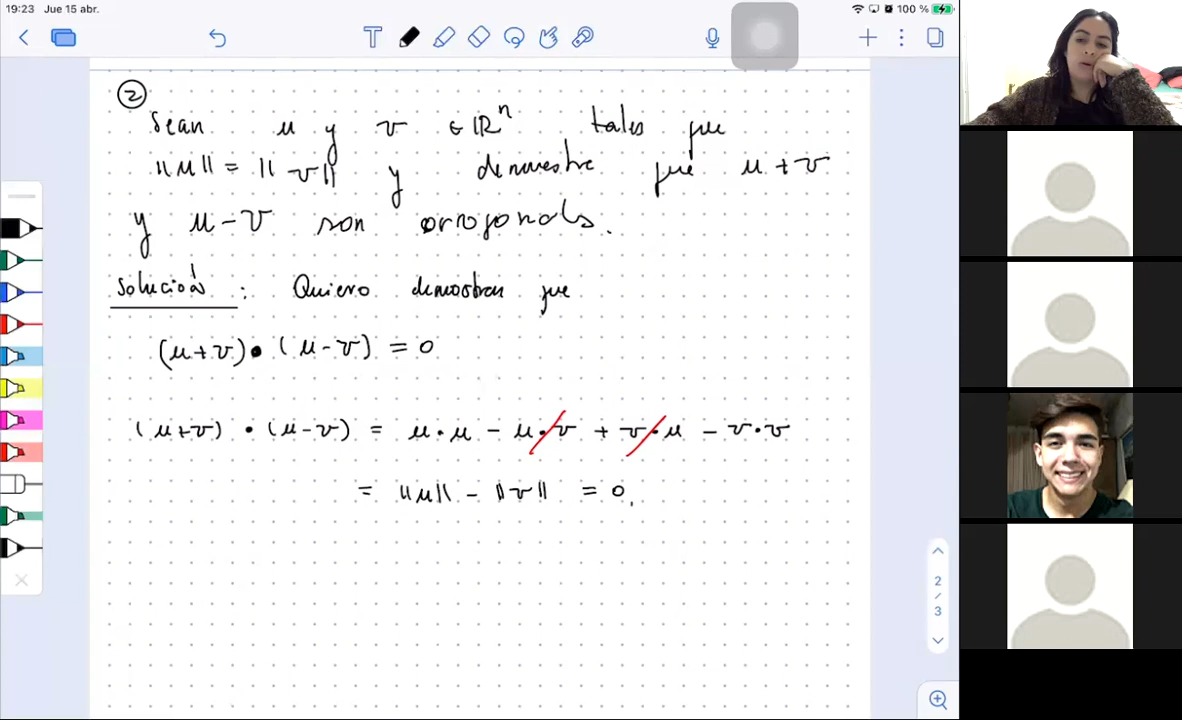 19:23 Jue 15 abr. 100 %
②
Sean u y v ∈ ℝⁿ tales que
||u|| = ||v|| y demuestre que u + v
y u - v son orrogonals.
Solución: Quiero demostrar que
(u+v) • (u-v) = 0
(u+v) • (u-v) = u•u - u•v + v•u - v•v
= ||u|| - ||v|| = 0.
2
/
3